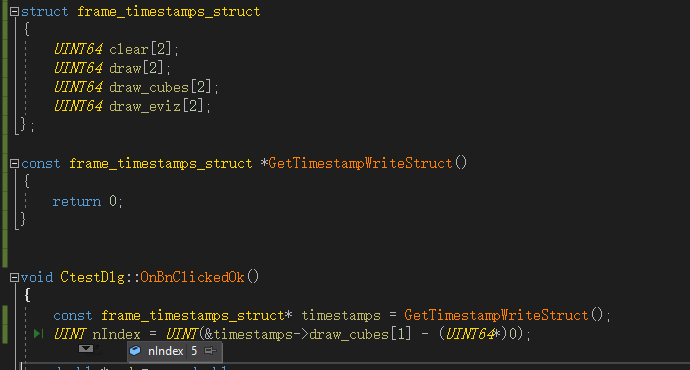 struct frame_timestamps_struct
{
UINT64 clear[2];
UINT64 draw[2];
UINT64 draw_cubes[2];
UINT64 draw_eviz[2];
};
const frame_timestamps_struct *GetTimestampWriteStruct()
{
return 0;
}
void CtestDlg::OnBnClickedOk()
{
const frame_timestamps_struct* timestamps = GetTimestampWriteStruct();
UINT nIndex = UINT(&timestamps->draw_cubes[1] - (UINT64*)0);
nIndex 5